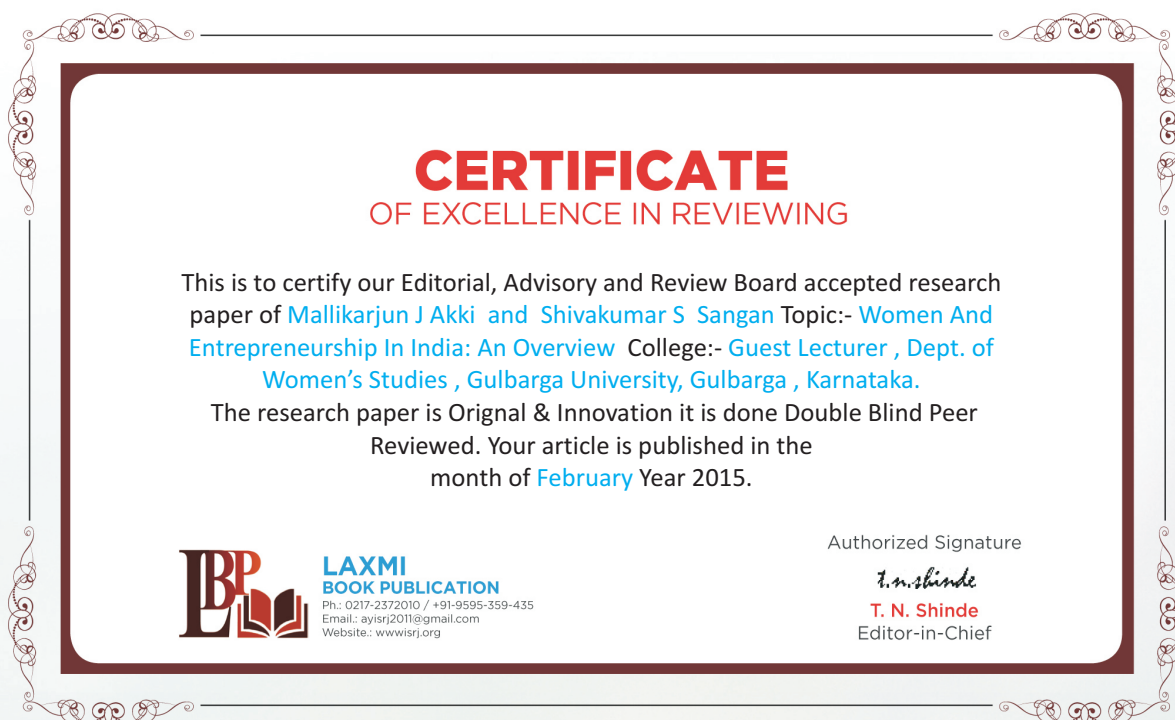 CERTIFICATE
OF EXCELLENCE IN REVIEWING
This is to certify our Editorial, Advisory and Review Board accepted research
paper of Mallikarjun J Akki and Shivakumar S Sangan Topic:- Women And
Entrepreneurship In India: An Overview College:- Guest Lecturer , Dept. of
Women's Studies , Gulbarga University, Gulbarga , Karnataka.
The research paper is Orignal & Innovation it is done Double Blind Peer
Reviewed. Your article is published in the
month of February Year 2015.
LBP
LAXMI
BOOK PUBLICATION
Ph.: 0217-2372010 / +91-9595-359-435
Email.: ayisrj2011@gmail.com
Website.: wwwisrj.org
Authorized Signature
t.n.shinde
T. N. Shinde
Editor-in-Chief